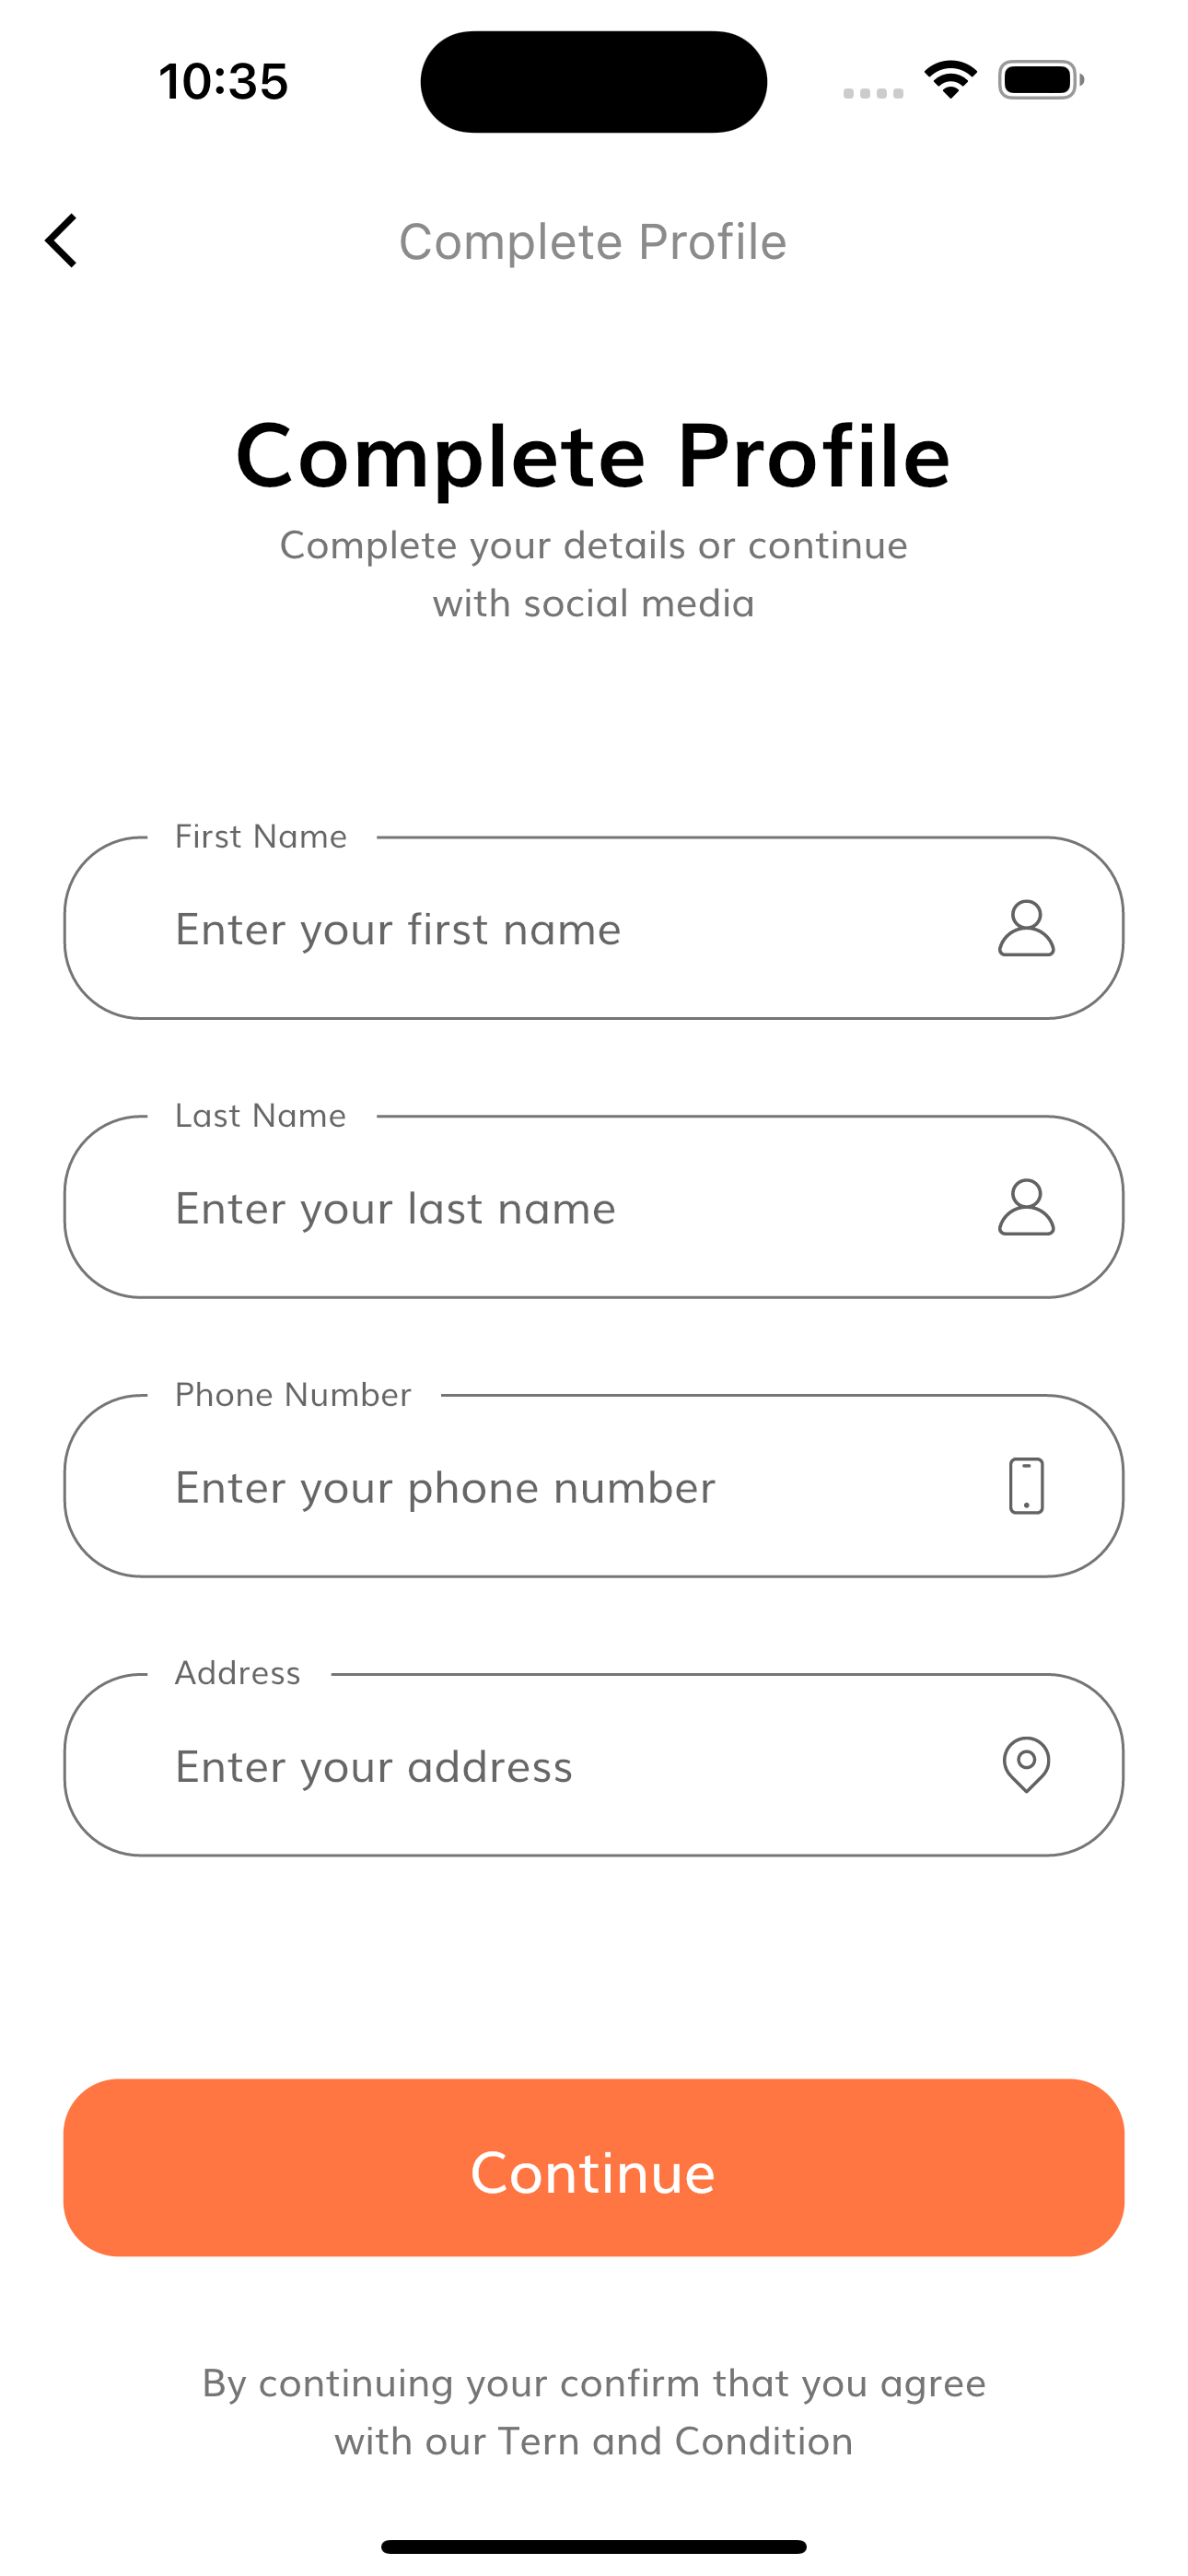 10:35
Complete Profile
Complete Profile
Complete your details or continue
with social media
First Name
Enter your first name
Last Name
Enter your last name
Phone Number
Enter your phone number
Address
Enter your address
Continue
By continuing your confirm that you agree
with our Tern and Condition